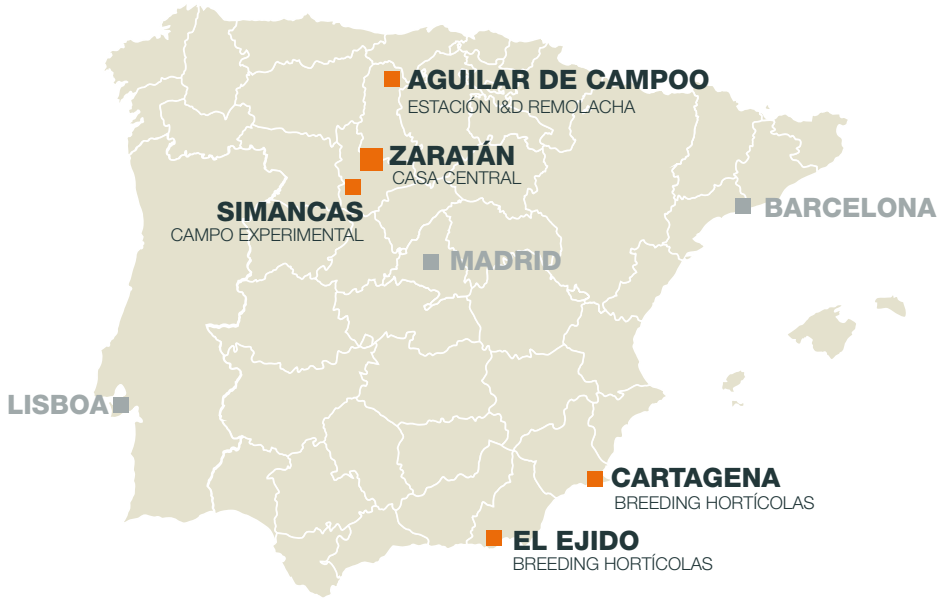 AGUILAR DE CAMPOO
ESTACIÓN I&D REMOLACHA
ZARATÁN
CASA CENTRAL
SIMANCAS
CAMPO EXPERIMENTAL
BARCELONA
MADRID
LISBOA
CARTAGENA
BREEDING HORTÍCOLAS
EL EJIDO
BREEDING HORTÍCOLAS